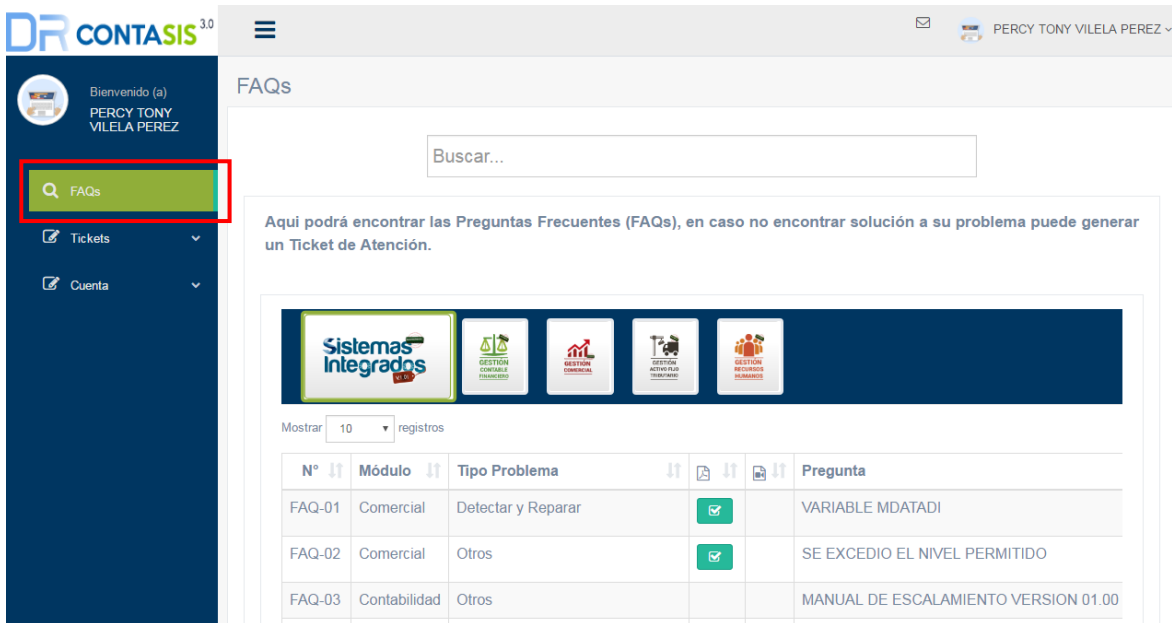 DR CONTASIS 3.0
PERCY TONY VILELA PEREZ
Bienvenido (a)
PERCY TONY
VILELA PEREZ
FAQs
Tickets
Cuenta
FAQs
Buscar...
Aqui podrá encontrar las Preguntas Frecuentes (FAQs), en caso no encontrar solución a su problema puede generar
un Ticket de Atención.
Sistemas
Integrados
GESTIÓN
CONTABLE
FINANCIERO
GESTIÓN
COMERCIAL
GESTIÓN
ACTIVO FIJO
TRIBUTARIO
GESTIÓN
RECURSOS
HUMANOS
Mostrar 10 registros
N° Módulo Tipo Problema Pregunta
FAQ-01 Comercial Detectar y Reparar VARIABLE MDATADI
FAQ-02 Comercial Otros SE EXCEDIO EL NIVEL PERMITIDO
FAQ-03 Contabilidad Otros MANUAL DE ESCALAMIENTO VERSION 01.00